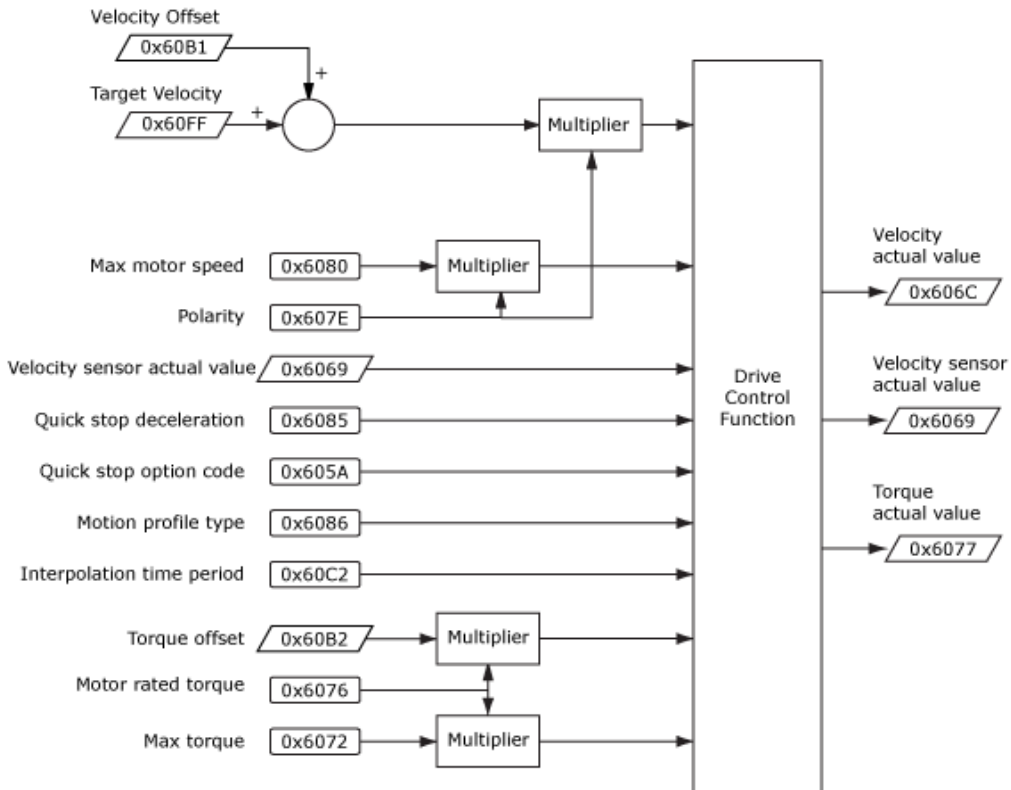 Velocity Offset
0x60B1
+
Target Velocity
+
0x60FF
Multiplier
Max motor speed
0x6080
Multiplier
Polarity
0x607E
Velocity sensor actual value
0x6069
Quick stop deceleration
0x6085
Quick stop option code
0x605A
Motion profile type
0x6086
Interpolation time period
0x60C2
Torque offset
0x60B2
Multiplier
Motor rated torque
0x6076
Max torque
0x6072
Multiplier
Drive
Control
Function
Velocity
actual value
0x606C
Velocity sensor
actual value
0x6069
Torque
actual value
0x6077